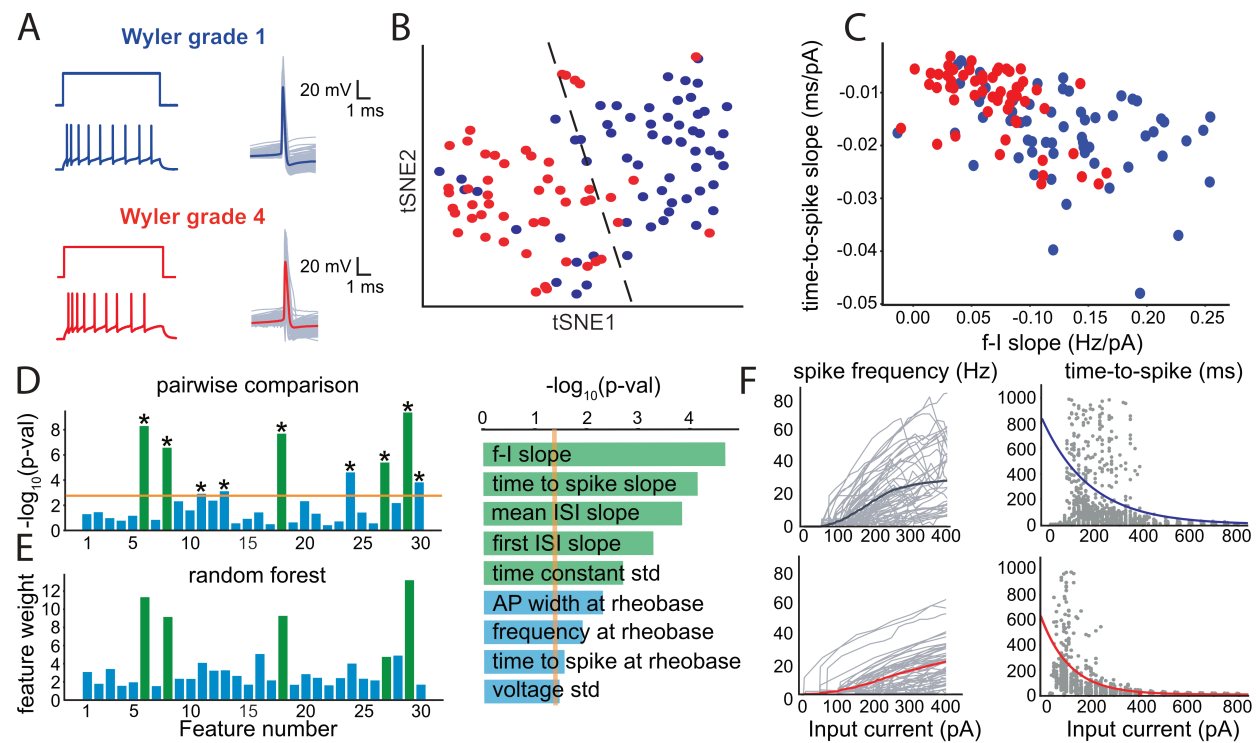 A
Wyler grade 1
20 mV
1 ms
Wyler grade 4
20 mV
1 ms
B
tSNE2
tSNE1
C
time-to-spike slope (ms/pA)
-0.01
-0.02
-0.03
-0.04
-0.05
0.00 0.05 -0.10 0.15 0.20 0.25
f-I slope (Hz/pA)
D
pairwise comparison
-log10(p-val)
8
6
4
2
0
* * * * * * * * *
1 5 10 15 20 25 30
E
random forest
feature weight
12
10
8
6
4
2
0
1 5 10 15 20 25 30
Feature number
-log10(p-val)
0 1 2 3 4
f-I slope
time to spike slope
mean ISI slope
first ISI slope
time constant std
AP width at rheobase
frequency at rheobase
time to spike at rheobase
voltage std
F
spike frequency (Hz)
80
60
40
20
0
0 100 200 300 400
time-to-spike (ms)
1000
800
600
400
200
0
0 200 400 600 800
80
60
40
20
0
0 100 200 300 400
Input current (pA)
1000
800
600
400
200
0
0 200 400 600 800
Input current (pA)